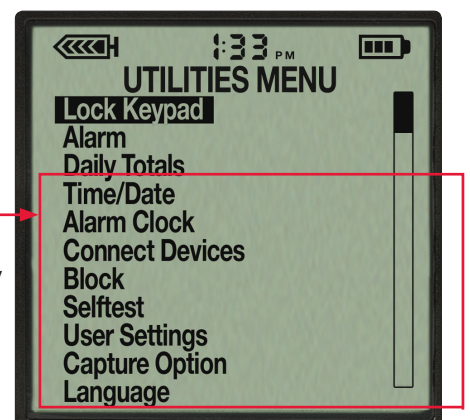 1:33 PM
UTILITIES MENU
Lock Keypad
Alarm
Daily Totals
Time/Date
Alarm Clock
Connect Devices
Block
Selftest
User Settings
Capture Option
Language